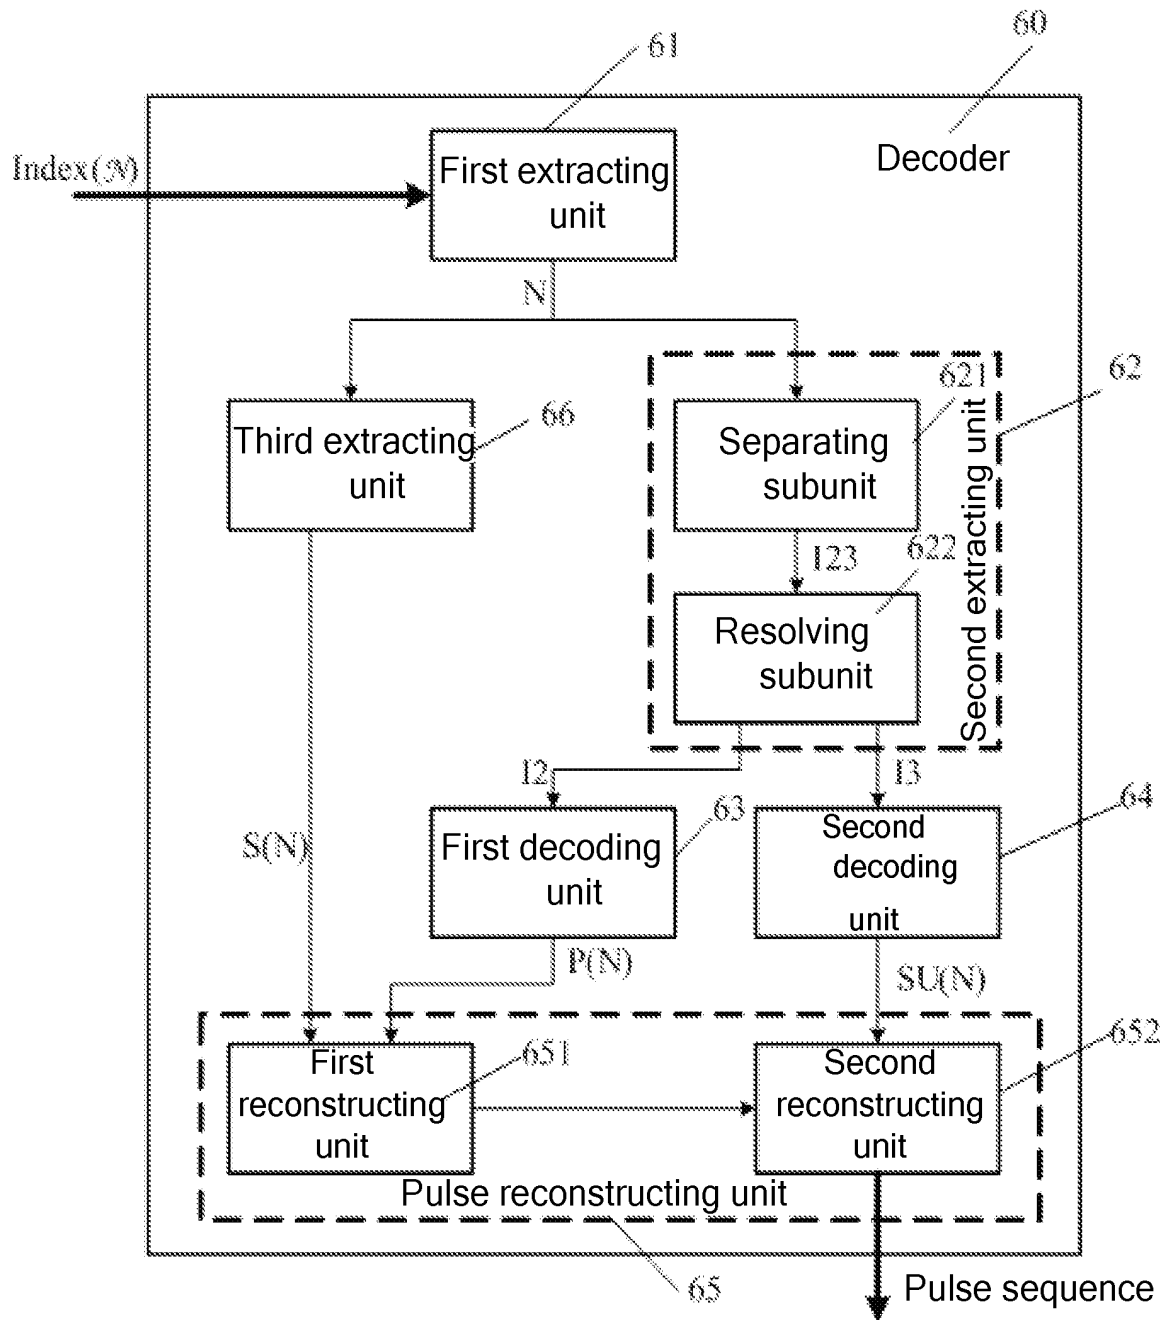 60
61
Decoder
Index(𝒩)
First extracting
unit
N
62
621
66
Third extracting
unit
Separating
subunit
Second extracting unit
I23
622
Resolving
subunit
I2
I3
63
64
S(N)
First decoding
unit
Second
decoding
unit
P(N)
SU(N)
651
652
First
reconstructing
unit
Second
reconstructing
unit
Pulse reconstructing unit
65
Pulse sequence